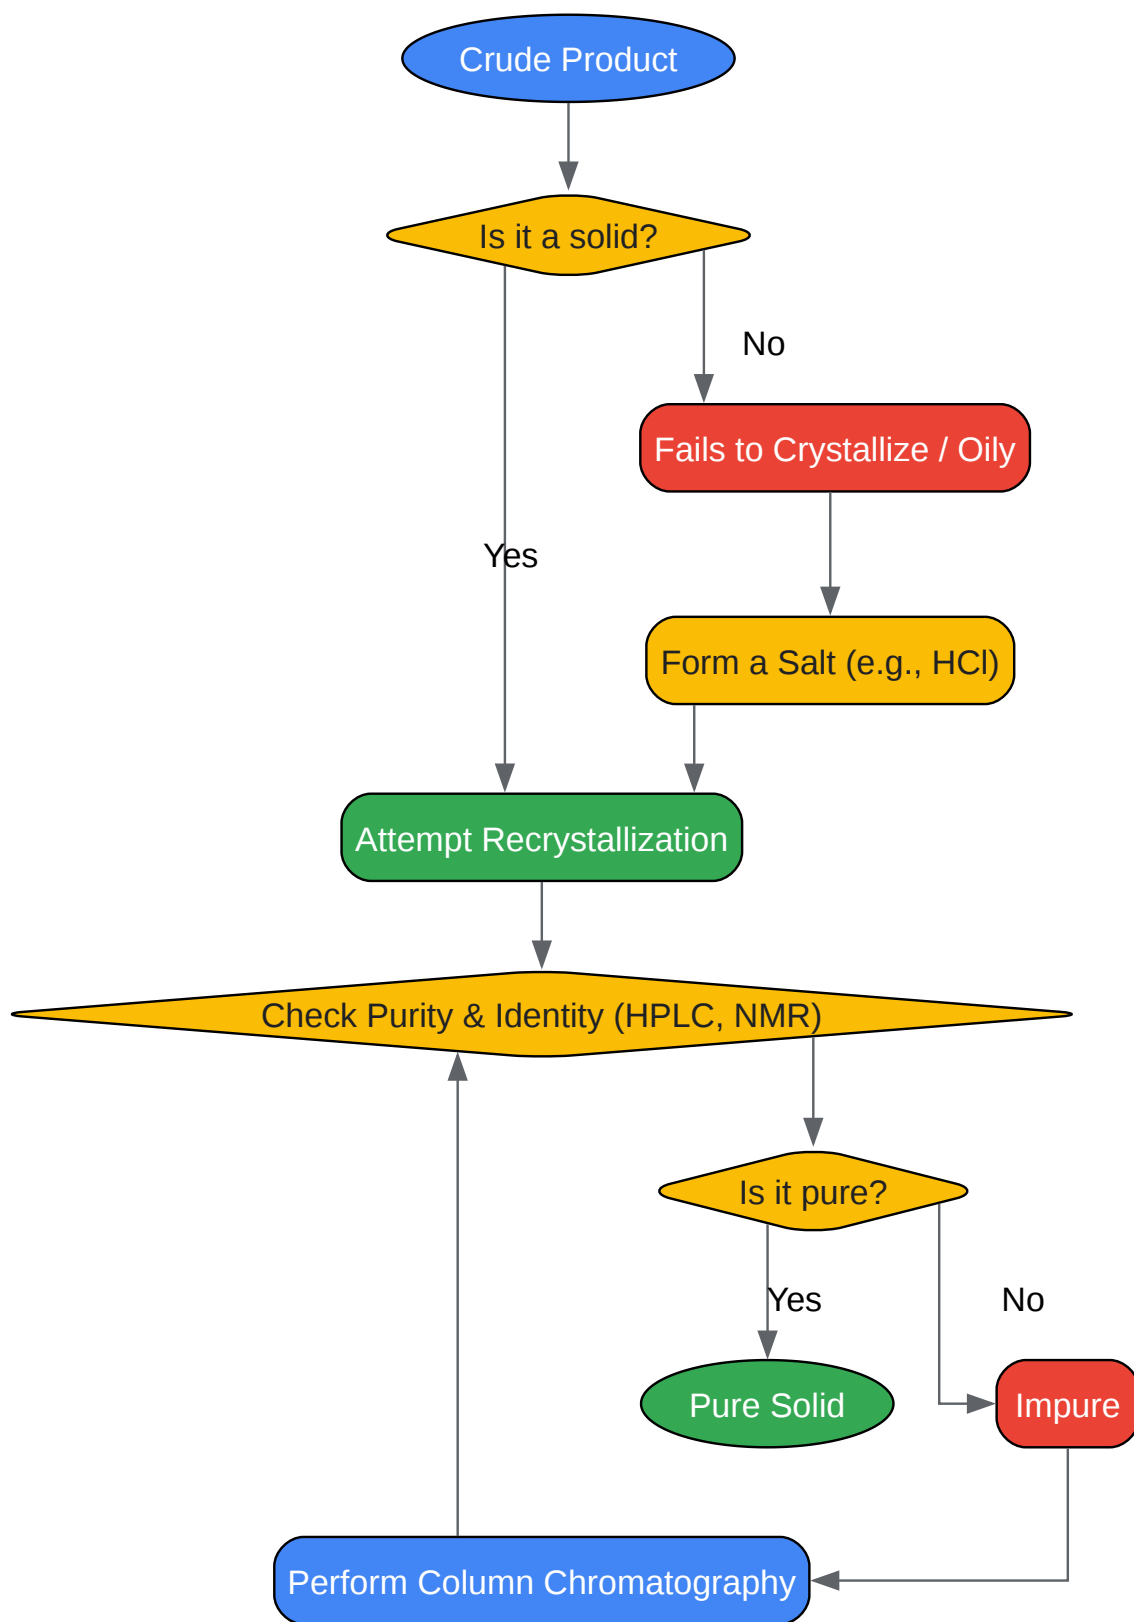 Crude Product
Is it a solid?
No
Fails to Crystallize / Oily
Yes
Form a Salt (e.g., HCl)
Attempt Recrystallization
Check Purity & Identity (HPLC, NMR)
Is it pure?
Yes
No
Pure Solid
Impure
Perform Column Chromatography